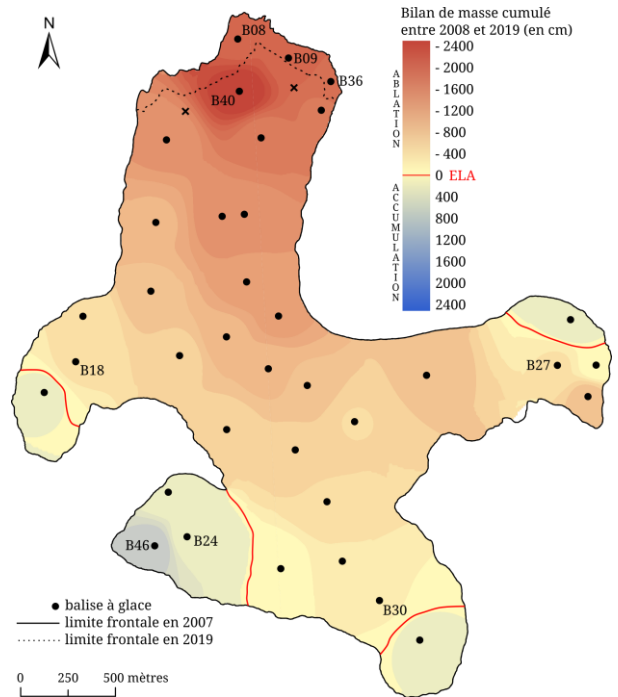 N
Bilan de masse cumulé
entre 2008 et 2019 (en cm)
- 2400
- 2000
- 1600
- 1200
- 800
- 400
0 ELA
400
800
1200
1600
2000
2400
ABLATION
ACCUMULATION
B08
B09
B36
B40
B18
B27
B24
B46
B30
balise à glace
limite frontale en 2007
limite frontale en 2019
0 250 500 mètres